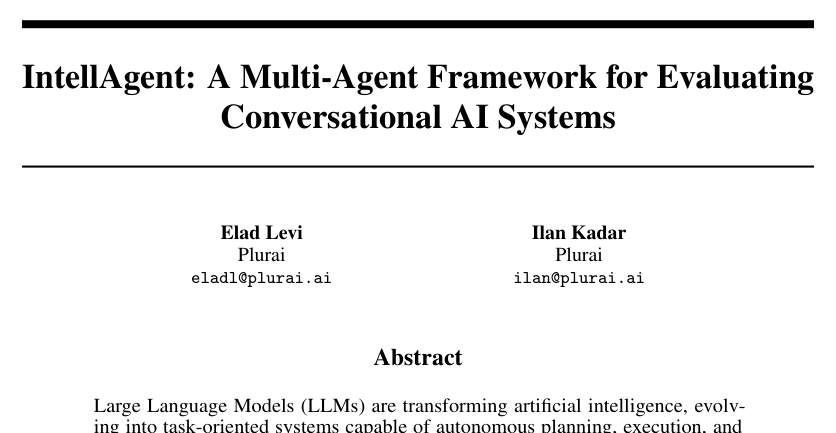 IntellAgent: A Multi-Agent Framework for Evaluating
Conversational AI Systems
Elad Levi
Ilan Kadar
Plurai
Plurai
eladl@plurai.ai
ilan@plurai.ai
Abstract
Large Language Models (LLMs) are transforming artificial intelligence, evolv-
ing into task-oriented systems capable of autonomous planning, execution, and